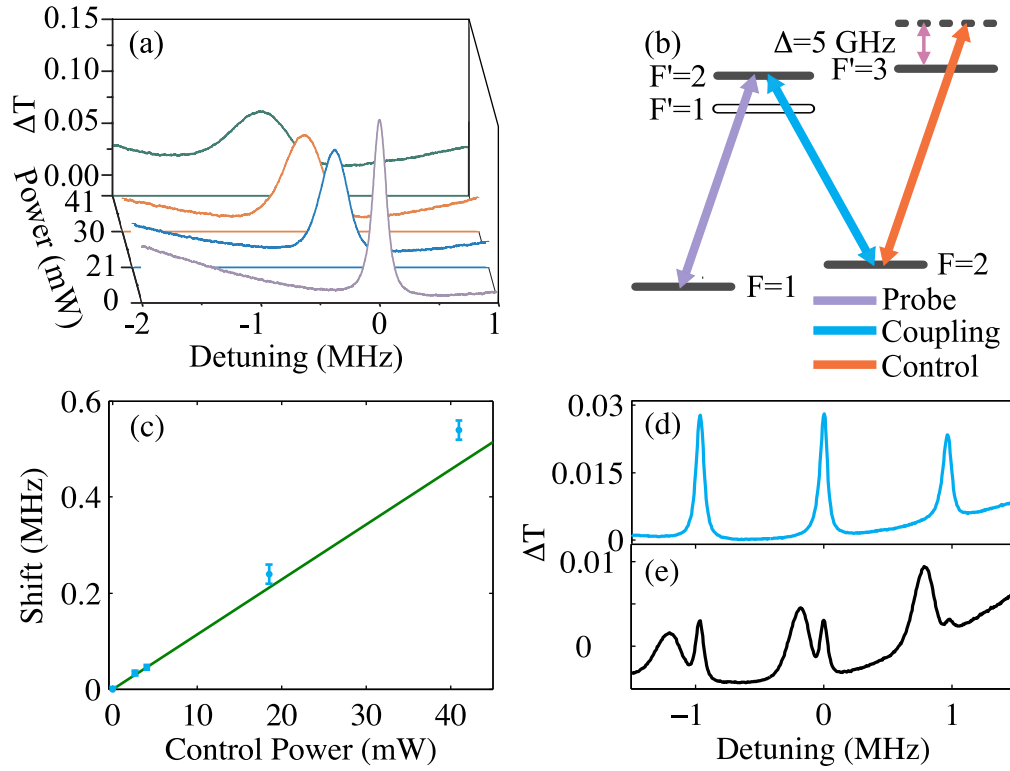 (a)
0.15
0.10
0.05
0.00
ΔT
41
30
21
0
Power (mW)
-2
-1
0
1
Detuning (MHz)
(b)
Δ=5 GHz
F'=3
F'=2
F'=1
F=2
F=1
Probe
Coupling
Control
(c)
0.6
0.4
0.2
0
Shift (MHz)
0
10
20
30
40
Control Power (mW)
(d)
0.03
0.015
0
ΔT
(e)
0.01
0
−1
0
1
Detuning (MHz)